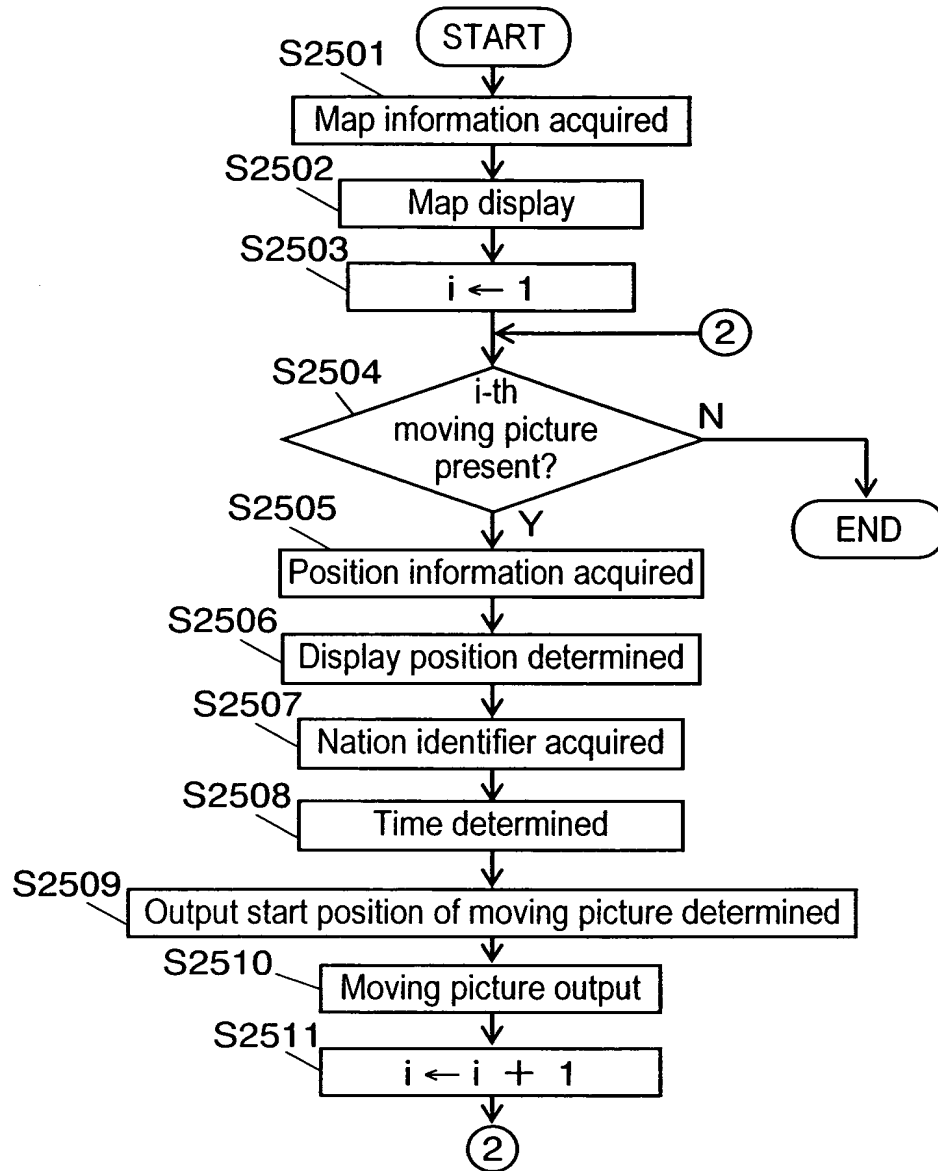 START
S2501
Map information acquired
S2502
Map display
S2503
i ← 1
2
S2504
i-th
moving picture
present?
N
END
Y
S2505
Position information acquired
S2506
Display position determined
S2507
Nation identifier acquired
S2508
Time determined
S2509
Output start position of moving picture determined
S2510
Moving picture output
S2511
i ← i + 1
2